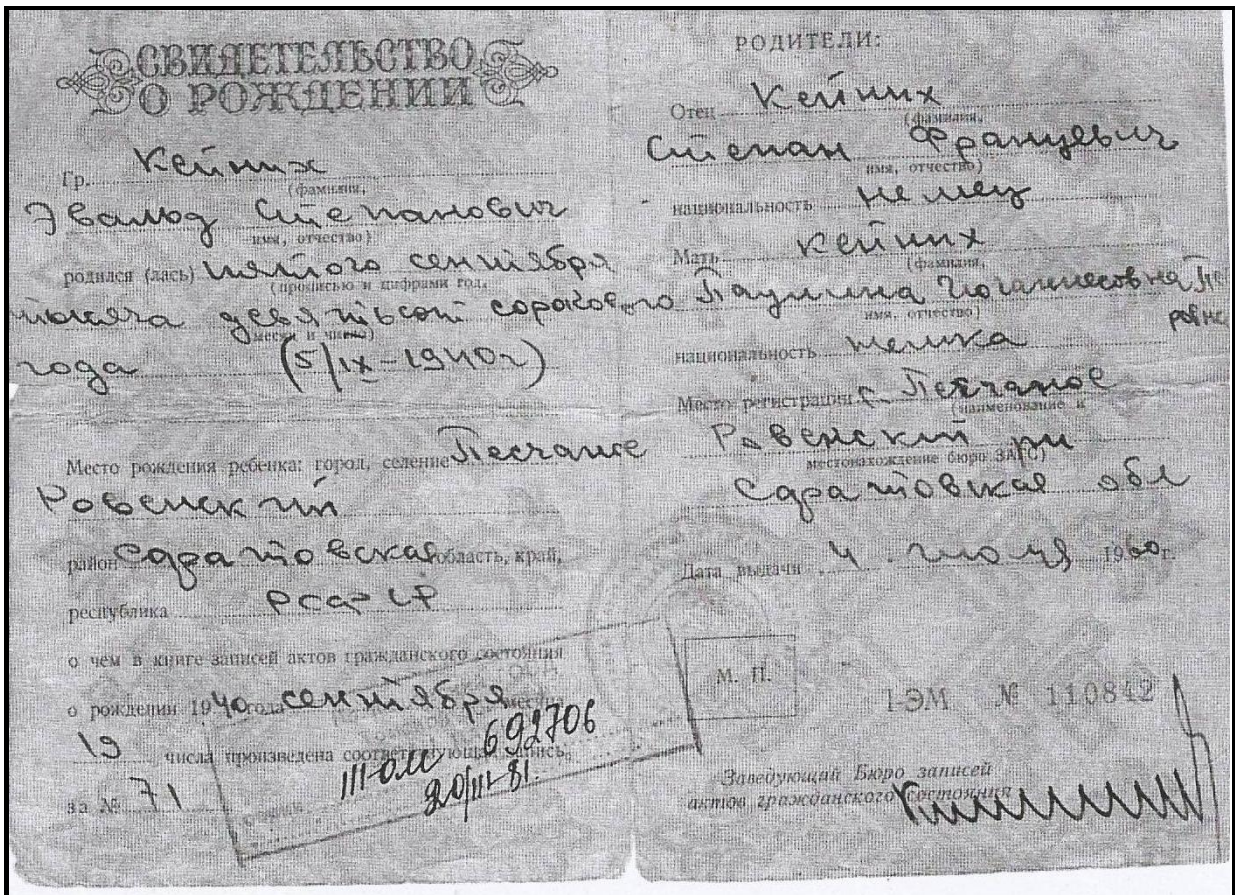 СВИДЕТЕЛЬСТВО
О РОЖДЕНИИ
Гр. Кейних
(фамилия,
Эвальд Степанович
имя, отчество)
родился (лась) пятого сентября
(прописью и цифрами год,
тысяча девятьсот сорокового
месяц и число)
года (5/IX-1940г)
Место рождения ребенка: город, селение Песчаное
Ровенский
район Саратовская область, край,
республика РСФСР
о чем в книге записей актов гражданского состояния
о рождении 1940 года сентября месяца
19 числа произведена соответствующая запись
за № 71
III-ОЛ 692706
20/III-81.
РОДИТЕЛИ:
Отец Кейних
(фамилия,
Степан Францевич
имя, отчество)
национальность немец
Мать Кейних
(фамилия,
Паулина Иоганнесовна
имя, отчество)
национальность немка
Место регистрации с. Песчаное
(наименование и
Ровенский рн
местонахождение бюро ЗАГС)
Саратовская обл
Дата выдачи 4 июля 1960г.
М. П.
I-ЭМ № 110842
Заведующий Бюро записей
актов гражданского состояния